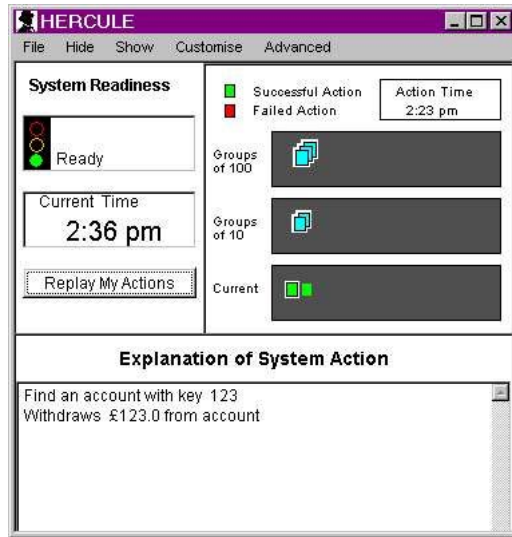 HERCULE
File Hide Show Customise Advanced
System Readiness
Ready
Current Time
2:36 pm
Replay My Actions
Successful Action
Failed Action
Action Time
2:23 pm
Groups
of 100
Groups
of 10
Current
Explanation of System Action
Find an account with key 123
Withdraws £123.0 from account